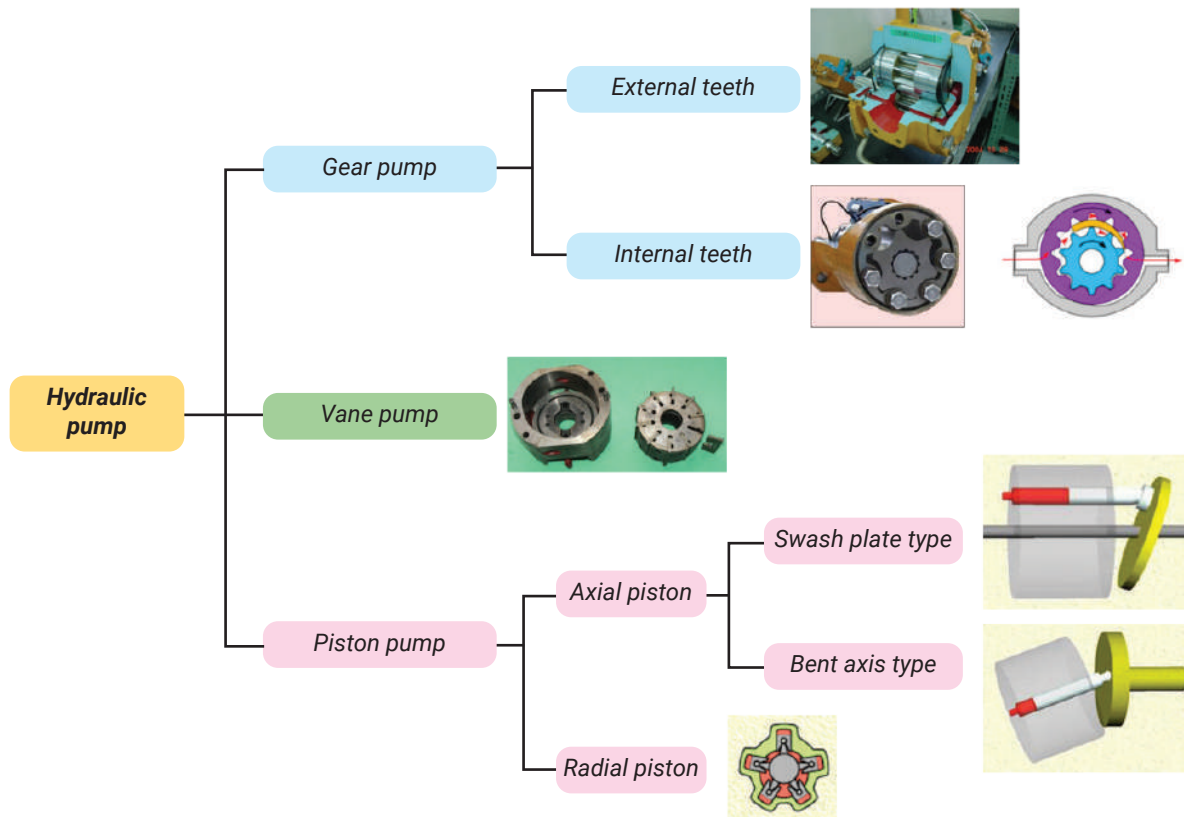 External teeth
Gear pump
Internal teeth
Hydraulic
pump
Vane pump
Swash plate type
Axial piston
Piston pump
Bent axis type
Radial piston